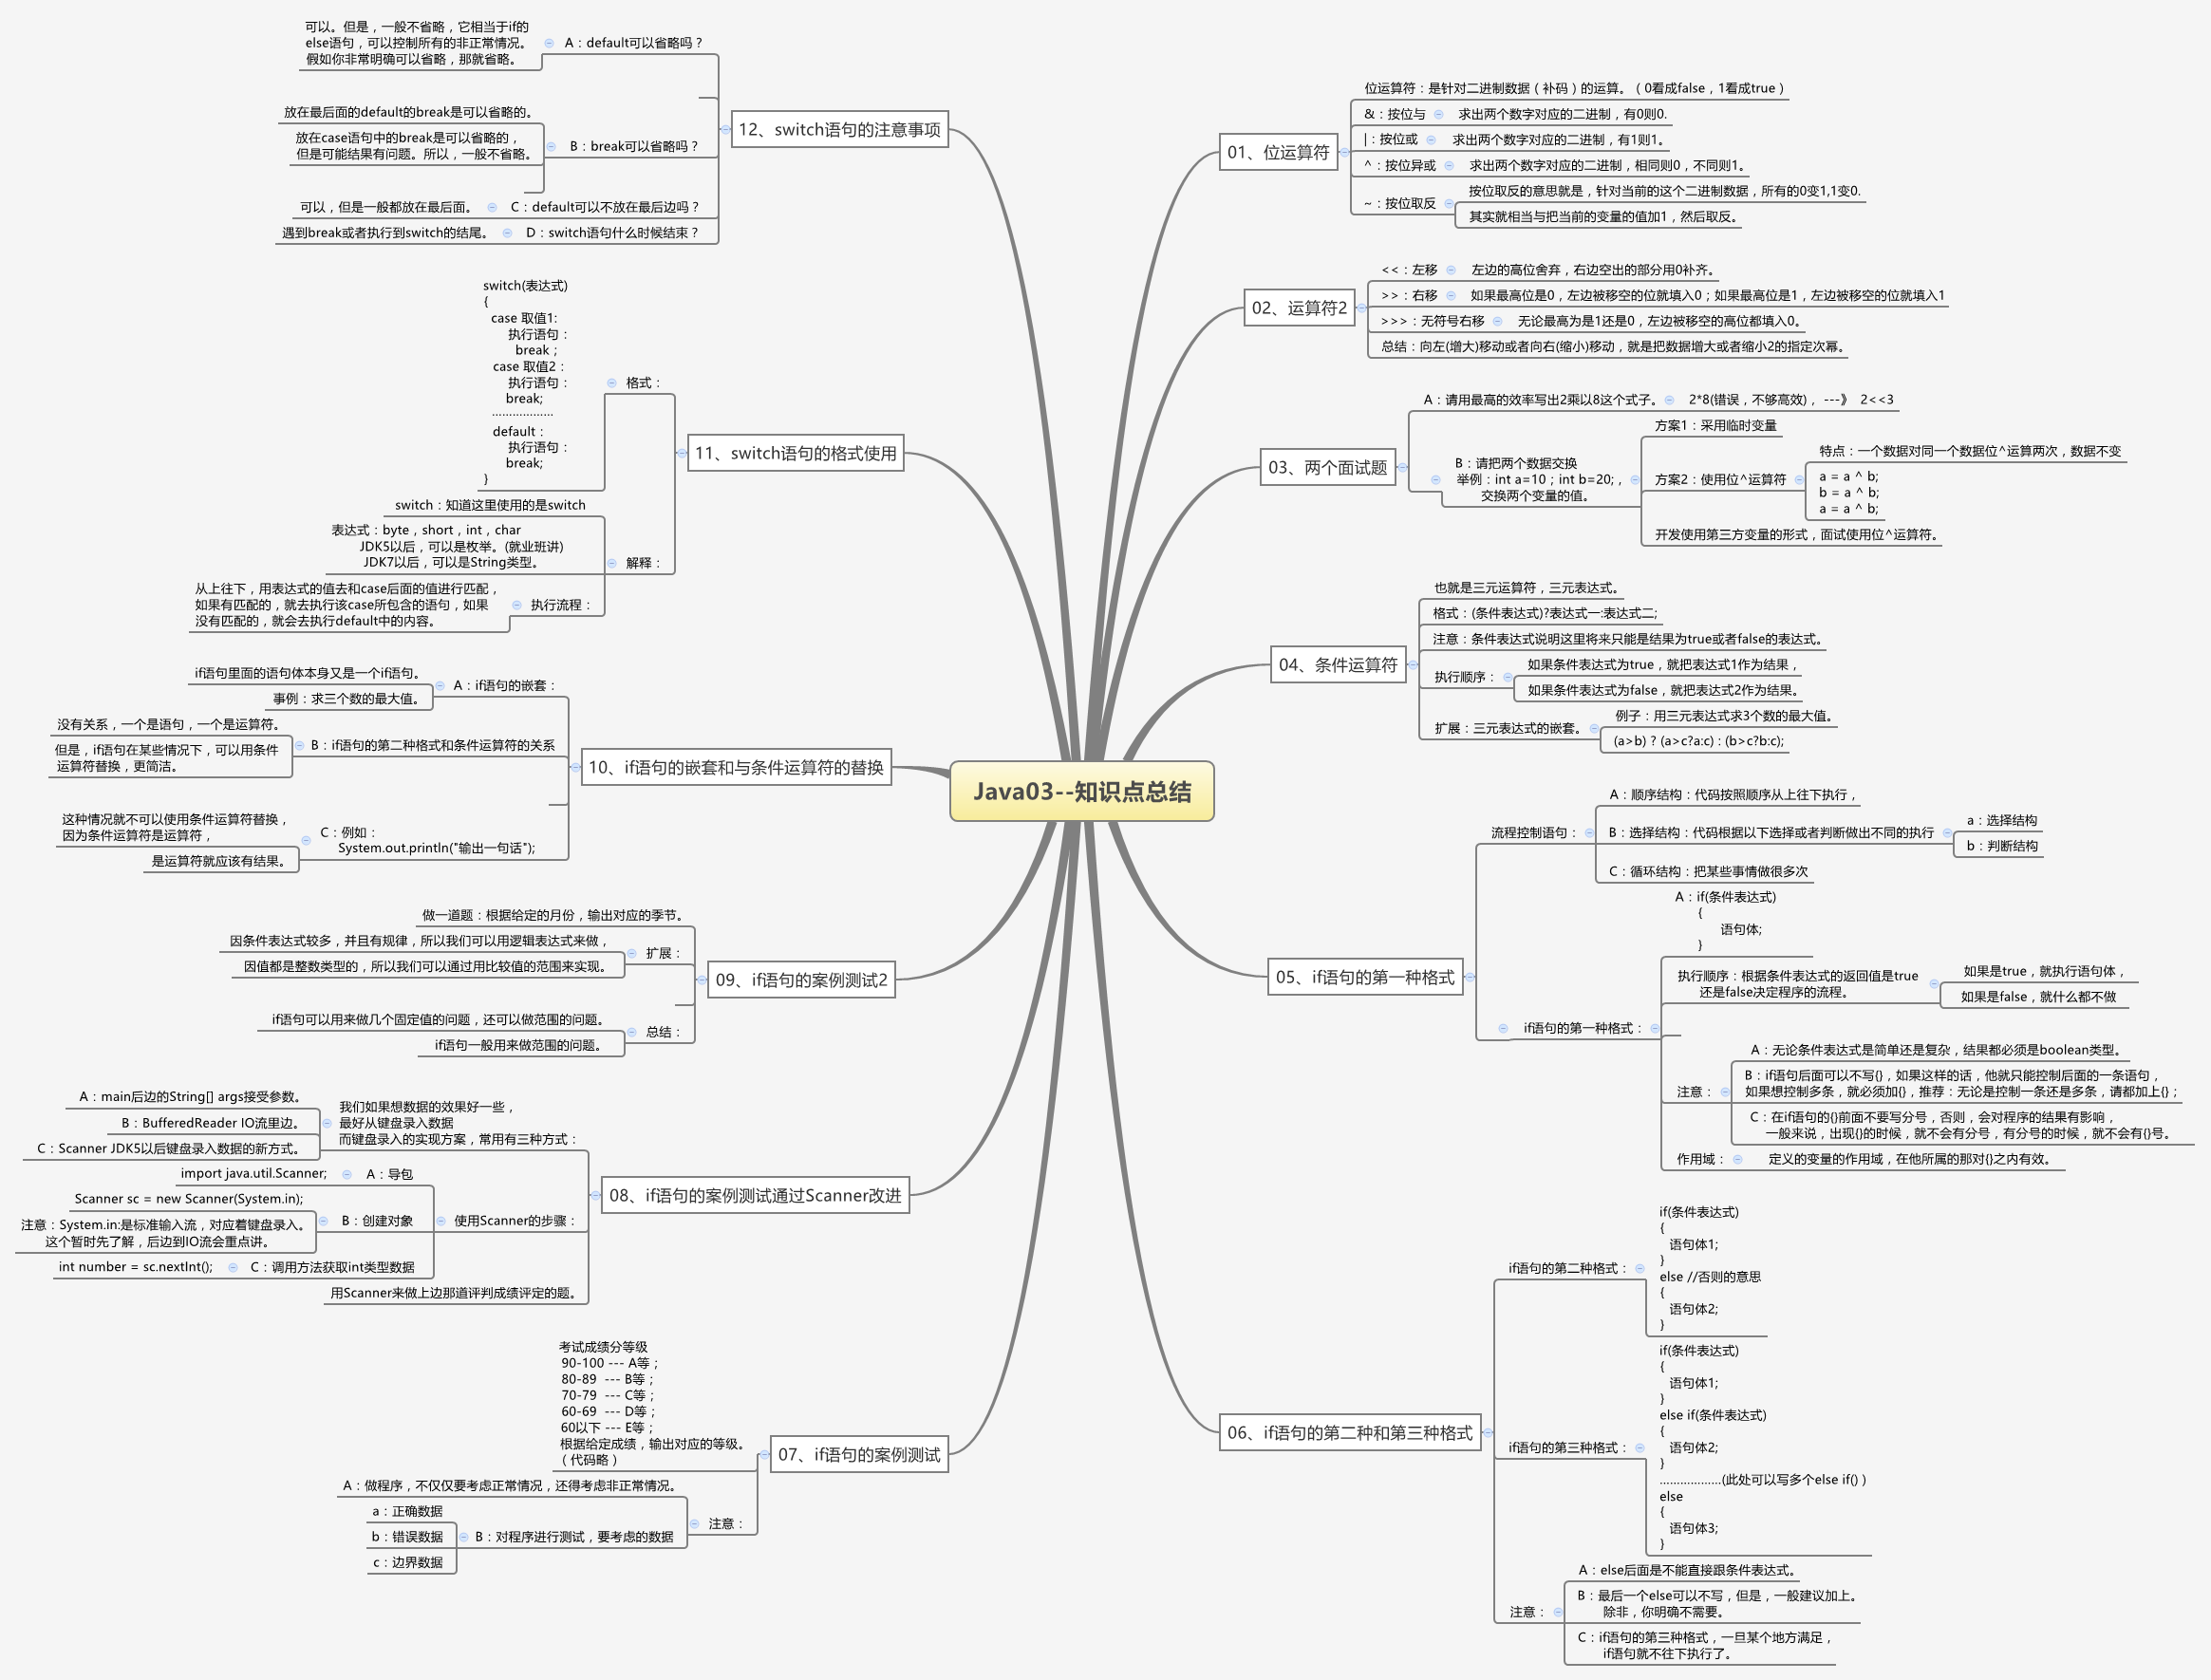 Java03--知识点总结
01、位运算符
位运算符：是针对二进制数据（补码）的运算。（0看成false，1看成true）
&：按位与
求出两个数字对应的二进制，有0则0.
|：按位或
求出两个数字对应的二进制，有1则1。
^：按位异或
求出两个数字对应的二进制，相同则0，不同则1。
~：按位取反
按位取反的意思就是，针对当前的这个二进制数据，所有的0变1,1变0.
其实就相当与把当前的变量的值加1，然后取反。
02、运算符2
<<：左移
左边的高位舍弃，右边空出的部分用0补齐。
>>：右移
如果最高位是0，左边被移空的位就填入0；如果最高位是1，左边被移空的位就填入1
>>>：无符号右移
无论最高为是1还是0，左边被移空的高位都填入0。
总结：向左(增大)移动或者向右(缩小)移动，就是把数据增大或者缩小2的指定次幂。
03、两个面试题
A：请用最高的效率写出2乘以8这个式子。
2*8(错误，不够高效)， ---》 2<<3
B：请把两个数据交换
举例：int a=10；int b=20; ，
交换两个变量的值。
方案1：采用临时变量
方案2：使用位^运算符
特点：一个数据对同一个数据位^运算两次，数据不变
a = a ^ b;
b = a ^ b;
a = a ^ b;
开发使用第三方变量的形式，面试使用位^运算符。
04、条件运算符
也就是三元运算符，三元表达式。
格式：(条件表达式)?表达式一:表达式二;
注意：条件表达式说明这里将来只能是结果为true或者false的表达式。
执行顺序：
如果条件表达式为true，就把表达式1作为结果，
如果条件表达式为false，就把表达式2作为结果。
扩展：三元表达式的嵌套。
例子：用三元表达式求3个数的最大值。
(a>b) ? (a>c?a:c) : (b>c?b:c);
05、if语句的第一种格式
流程控制语句：
A：顺序结构：代码按照顺序从上往下执行，
B：选择结构：代码根据以下选择或者判断做出不同的执行
a：选择结构
b：判断结构
C：循环结构：把某些事情做很多次
if语句的第一种格式：
A：if(条件表达式)
{
语句体;
}
执行顺序：根据条件表达式的返回值是true
还是false决定程序的流程。
如果是true，就执行语句体，
如果是false，就什么都不做
注意：
A：无论条件表达式是简单还是复杂，结果都必须是boolean类型。
B：if语句后面可以不写{}，如果这样的话，他就只能控制后面的一条语句，
如果想控制多条，就必须加{}，推荐：无论是控制一条还是多条，请都加上{}；
C：在if语句的{}前面不要写分号，否则，会对程序的结果有影响，
一般来说，出现{}的时候，就不会有分号，有分号的时候，就不会有{}号。
作用域：
定义的变量的作用域，在他所属的那对{}之内有效。
06、if语句的第二种和第三种格式
if语句的第二种格式：
if(条件表达式)
{
语句体1;
}
else //否则的意思
{
语句体2;
}
if语句的第三种格式：
if(条件表达式)
{
语句体1;
}
else if(条件表达式)
{
语句体2;
}
..................(此处可以写多个else if() )
else
{
语句体3;
}
注意：
A：else后面是不能直接跟条件表达式。
B：最后一个else可以不写，但是，一般建议加上。
除非，你明确不需要。
C：if语句的第三种格式，一旦某个地方满足，
if语句就不往下执行了。
07、if语句的案例测试
考试成绩分等级
90-100 --- A等；
80-89 --- B等；
70-79 --- C等；
60-69 --- D等；
60以下 --- E等；
根据给定成绩，输出对应的等级。
（代码略）
注意：
A：做程序，不仅仅要考虑正常情况，还得考虑非正常情况。
B：对程序进行测试，要考虑的数据
a：正确数据
b：错误数据
c：边界数据
08、if语句的案例测试通过Scanner改进
我们如果想数据的效果好一些，
最好从键盘录入数据
而键盘录入的实现方案，常用有三种方式：
A：main后边的String[] args接受参数。
B：BufferedReader IO流里边。
C：Scanner JDK5以后键盘录入数据的新方式。
使用Scanner的步骤：
A：导包
import java.util.Scanner;
B：创建对象
Scanner sc = new Scanner(System.in);
注意：System.in:是标准输入流，对应着键盘录入。
这个暂时先了解，后边到IO流会重点讲。
C：调用方法获取int类型数据
int number = sc.nextInt();
用Scanner来做上边那道评判成绩评定的题。
09、if语句的案例测试2
做一道题：根据给定的月份，输出对应的季节。
扩展：
因条件表达式较多，并且有规律，所以我们可以用逻辑表达式来做，
因值都是整数类型的，所以我们可以通过用比较值的范围来实现。
总结：
if语句可以用来做几个固定值的问题，还可以做范围的问题。
if语句一般用来做范围的问题。
10、if语句的嵌套和与条件运算符的替换
A：if语句的嵌套：
if语句里面的语句体本身又是一个if语句。
事例：求三个数的最大值。
B：if语句的第二种格式和条件运算符的关系
没有关系，一个是语句，一个是运算符。
但是，if语句在某些情况下，可以用条件
运算符替换，更简洁。
C：例如：
System.out.println("输出一句话");
这种情况就不可以使用条件运算符替换，
因为条件运算符是运算符，
是运算符就应该有结果。
11、switch语句的格式使用
格式：
switch(表达式)
{
case 取值1:
执行语句：
break；
case 取值2：
执行语句：
break;
..................
default：
执行语句：
break;
}
解释：
switch：知道这里使用的是switch
表达式：byte，short，int，char
JDK5以后，可以是枚举。(就业班讲)
JDK7以后，可以是String类型。
执行流程：
从上往下，用表达式的值去和case后面的值进行匹配，
如果有匹配的，就去执行该case所包含的语句，如果
没有匹配的，就会去执行default中的内容。
12、switch语句的注意事项
A：default可以省略吗？
可以。但是，一般不省略，它相当于if的
else语句，可以控制所有的非正常情况。
假如你非常明确可以省略，那就省略。
B：break可以省略吗？
放在最后面的default的break是可以省略的。
放在case语句中的break是可以省略的，
但是可能结果有问题。所以，一般不省略。
C：default可以不放在最后边吗？
可以，但是一般都放在最后面。
D：switch语句什么时候结束？
遇到break或者执行到switch的结尾。